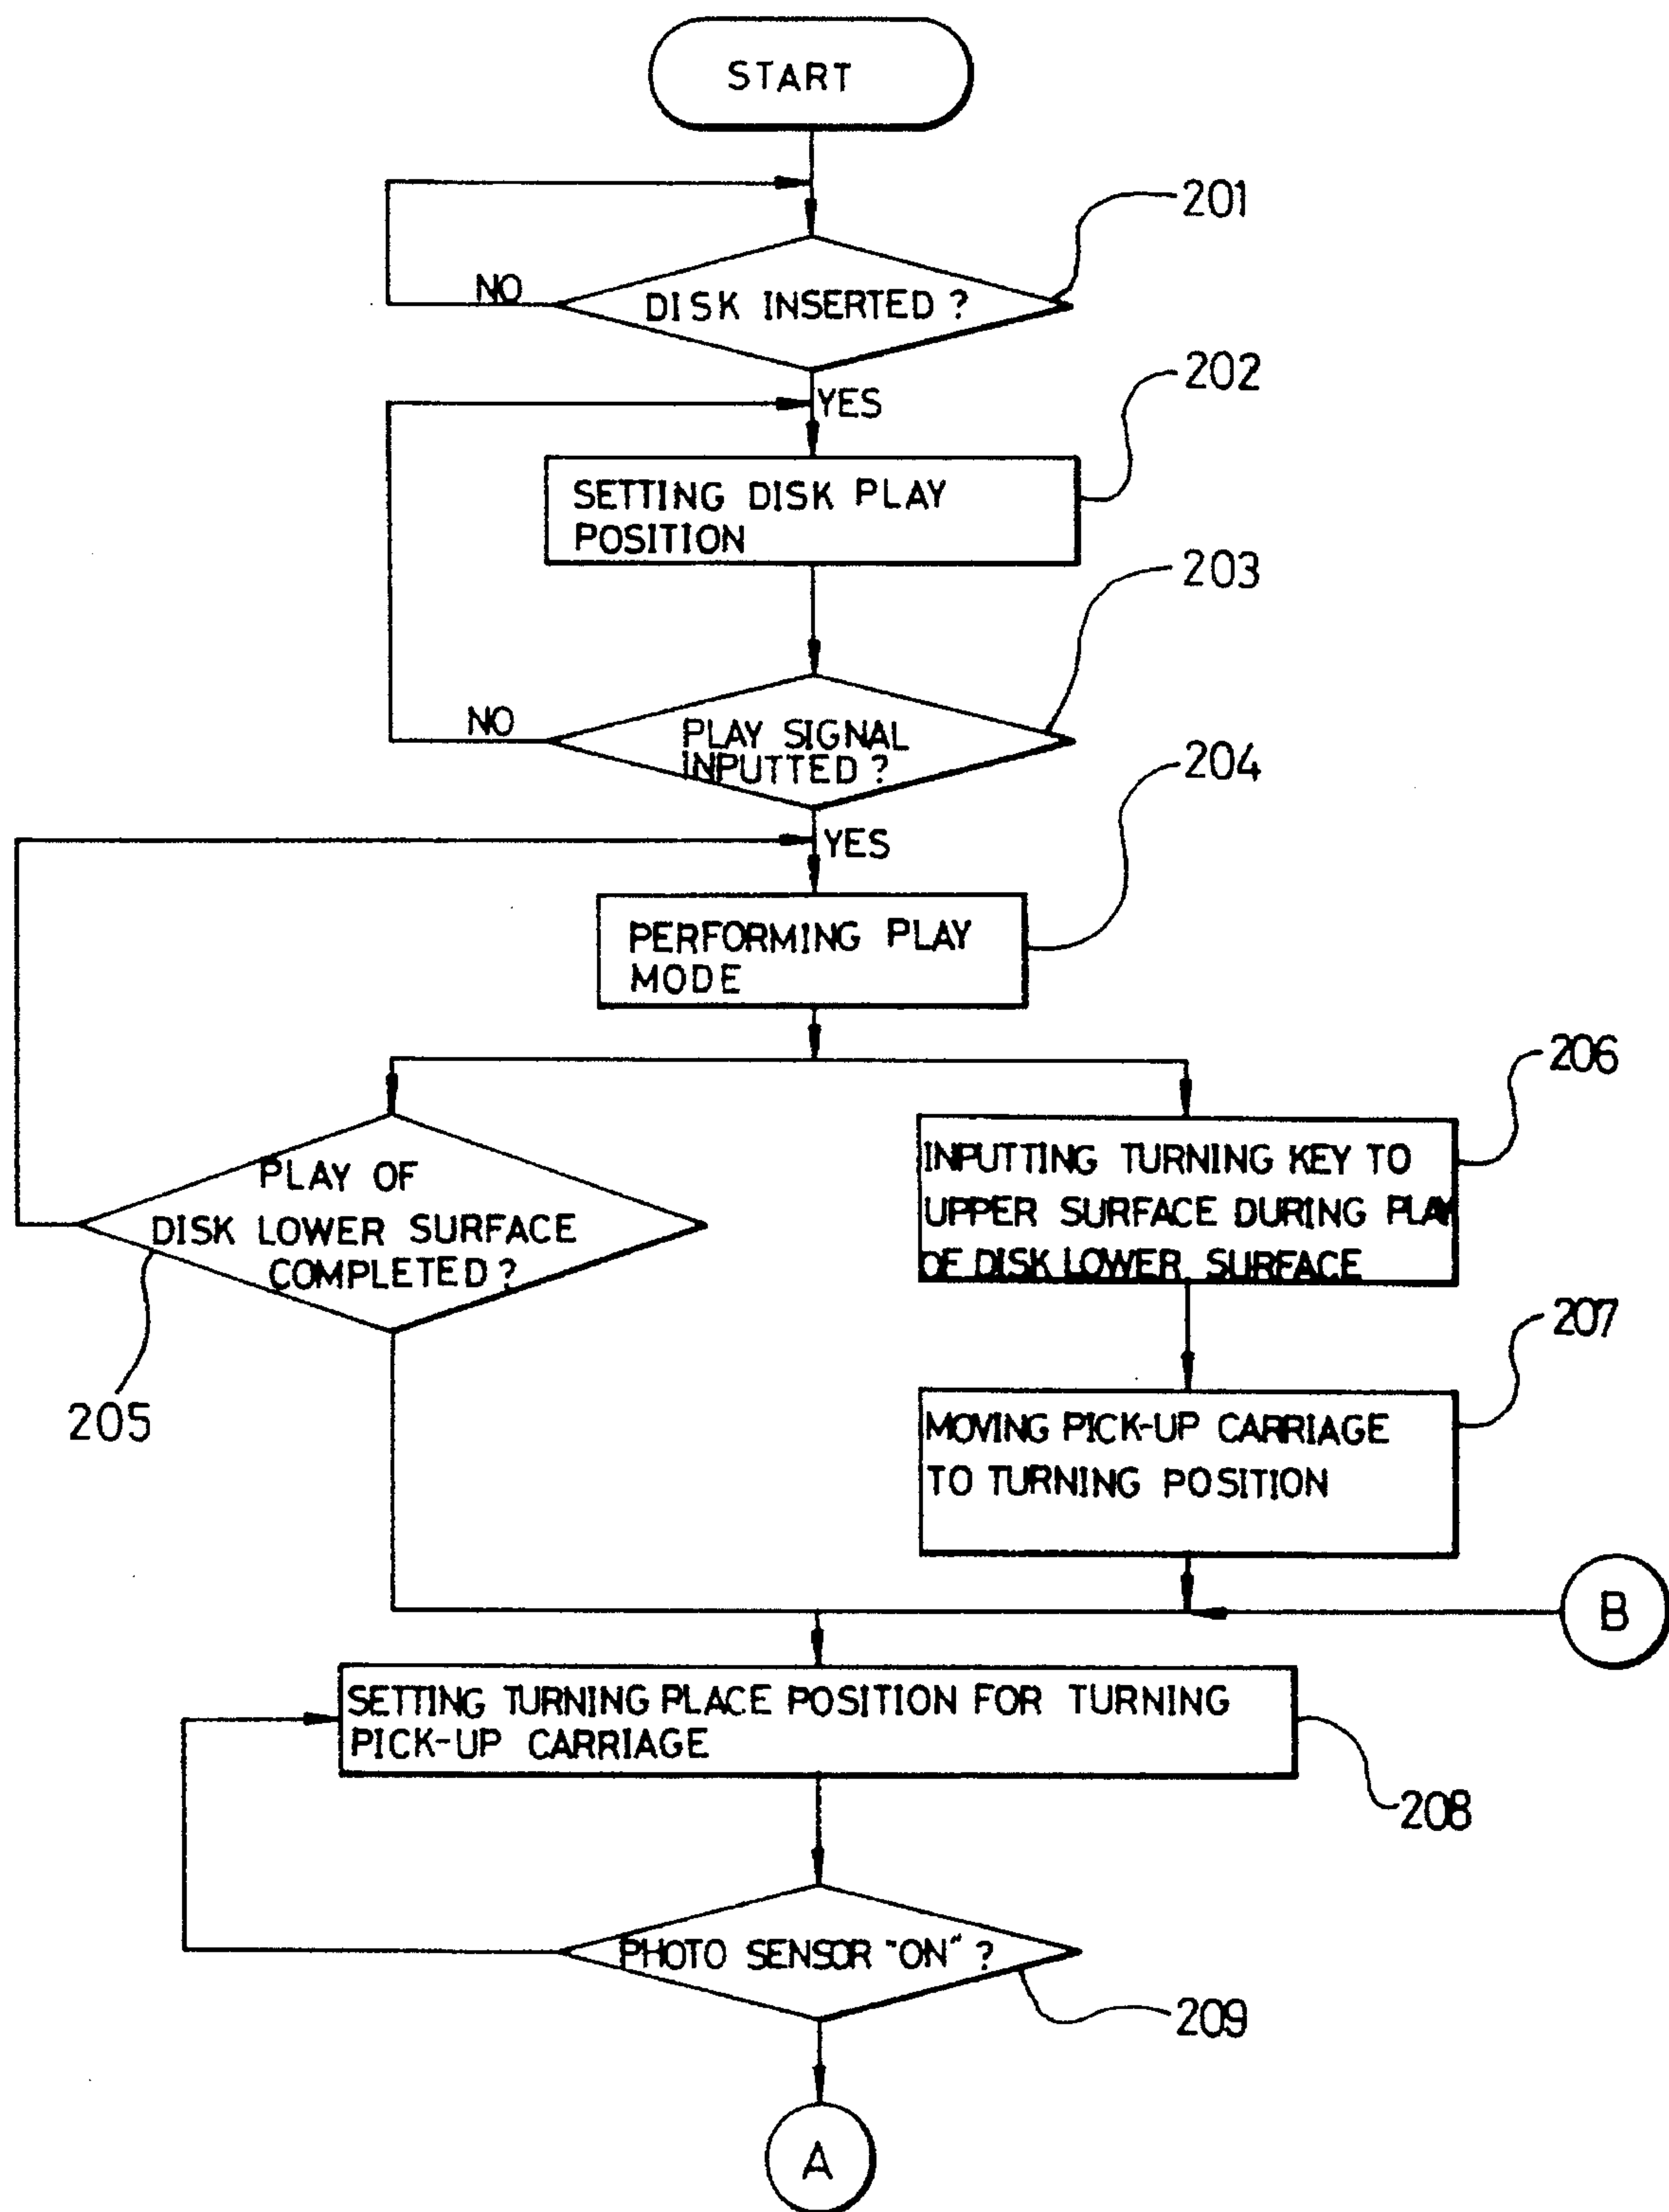 START
201
NO
DISK INSERTED ?
202
YES
SETTING DISK PLAY
POSITION
203
NO
PLAY SIGNAL
INPUTTED ?
204
YES
PERFORMING PLAY
MODE
206
PLAY OF
DISK LOWER SURFACE
COMPLETED ?
205
INPUTTING TURNING KEY TO
UPPER SURFACE DURING PLAY
OF DISK LOWER SURFACE
207
MOVING PICK-UP CARRIAGE
TO TURNING POSITION
B
SETTING TURNING PLACE POSITION FOR TURNING
PICK-UP CARRIAGE
208
PHOTO SENSOR "ON" ?
209
A